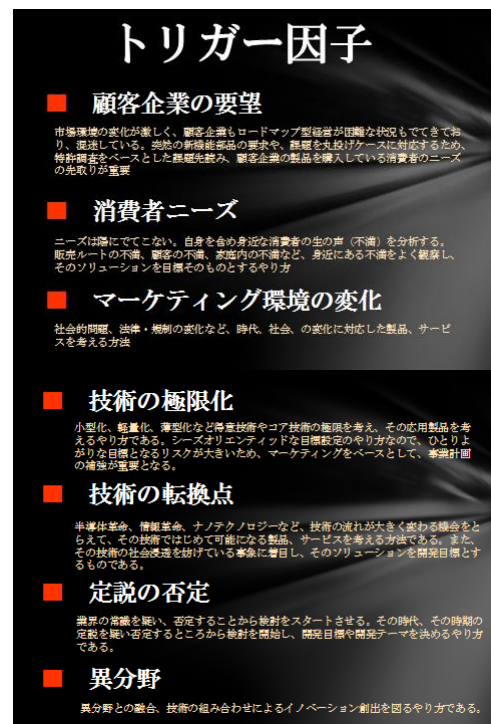 トリガー因子
顧客企業の要望
市場環境の変化が激しく、顧客企業もロードマップ型経営が困難な状況もでてきてお
り、混迷している。突然の新機能部品の要求や、課題を丸投げケースに対応するため、
特許調査をベースとした課題先読み、顧客企業の製品を購入している消費者のニーズ
の先取りが重要
消費者ニーズ
ニーズは陽にでてこない。自身を含め身近な消費者の生の声（不満）を分析する。
販売ルートの不満、顧客の不満、家庭内の不満など、身近にある不満をよく観察し、
そのソリューションを目標そのものとするやり方
マーケティング環境の変化
社会的問題、法律・規制の変化など、時代、社会、の変化に対応した製品、サービ
スを考える方法
技術の極限化
小型化、軽量化、薄型化など得意技術やコア技術の極限を考え、その応用製品を考
えるやり方である。シーズオリエンティッドな目標設定のやり方なので、ひとりよ
がりな目標となるリスクが大きいため、マーケティングをベースとして、事業計画
の補強が重要となる。
技術の転換点
半導体革命、情報革命、ナノテクノロジーなど、技術の流れが大きく変わる機会をと
らえて、その技術ではじめて可能になる製品、サービスを考える方法である。また、
その技術の社会浸透を妨げている事象に着目し、そのソリューションを開発目標とす
るものである。
定説の否定
業界の常識を疑い、否定することから検討をスタートさせる。その時代、その時期の
定説を疑い否定するところから検討を開始し、開発目標や開発テーマを決めるやり方
である。
異分野
異分野との融合、技術の組み合わせによるイノベーション創出を図るやり方である。